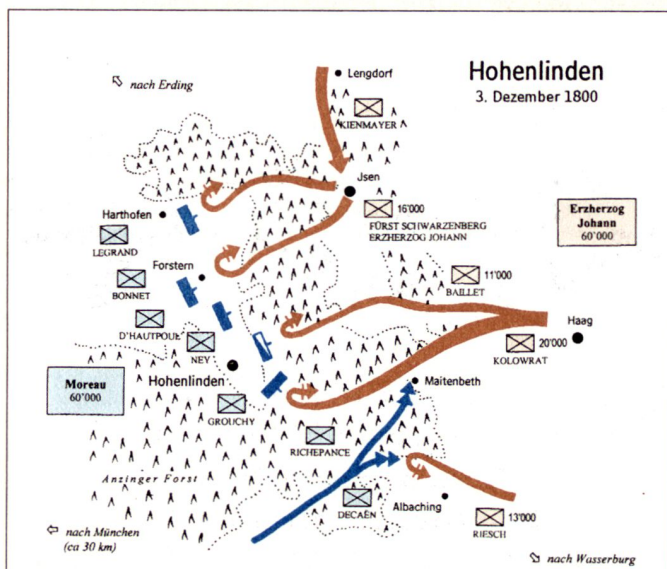 Hohenlinden
3. Dezember 1800
nach Erding
Lengdorf
KIENMAYER
Jsen
16'000
FÜRST SCHWARZENBERG
ERZHERZOG JOHANN
Erzherzog
Johann
60'000
Harthofen
LEGRAND
Forstern
BONNET
11'000
BAILLET
D'HAUTPOUL
NEY
Haag
20'000
KOLOWRAT
Hohenlinden
Moreau
60'000
Maitenbeth
GROUCHY
RICHEPANCE
Anzinger Forst
DECAËN
Albaching
13'000
RIESCH
nach München
(ca 30 km)
nach Wasserburg